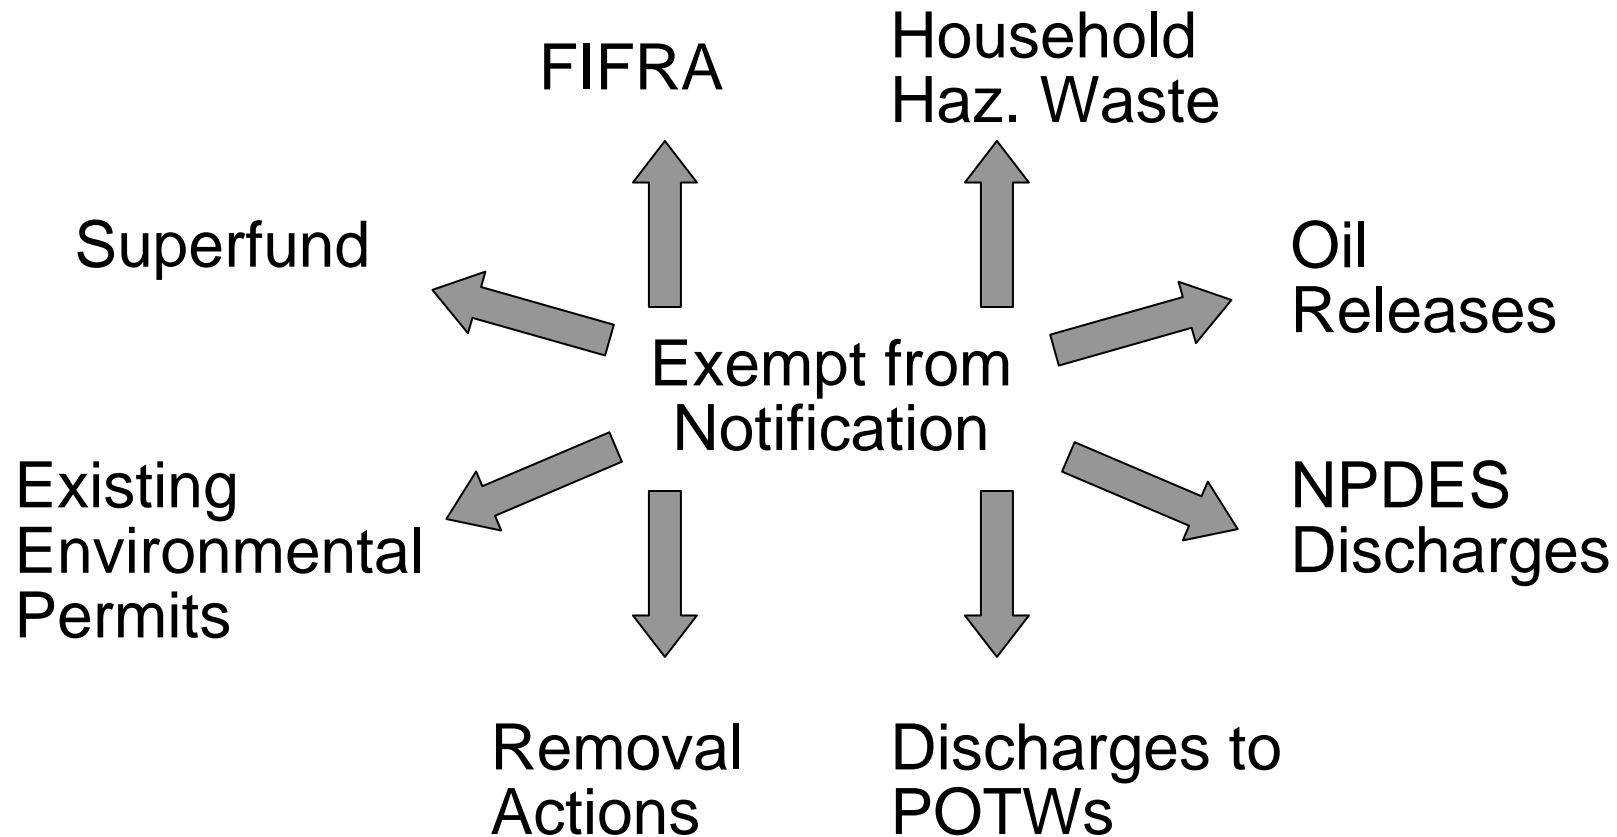 FIFRA
Household
Haz. Waste
Superfund
Oil
Releases
Exempt from
Notification
Existing
Environmental
Permits
NPDES
Discharges
Removal
Actions
Discharges to
POTWs